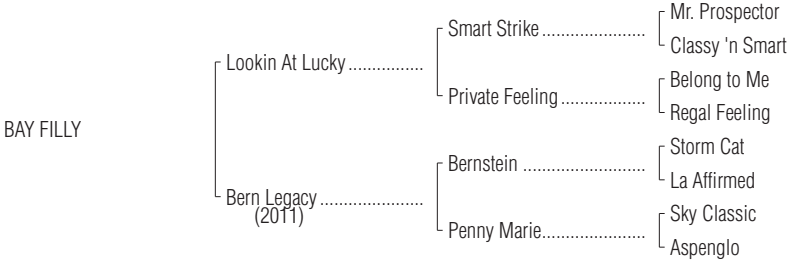 Mr. Prospector
Smart Strike ......................
Classy 'n Smart
Lookin At Lucky ................
Belong to Me
Private Feeling ..................
Regal Feeling
BAY FILLY
Storm Cat
Bernstein ..........................
La Affirmed
Bern Legacy ......................
(2011)
Sky Classic
Penny Marie......................
Aspenglo